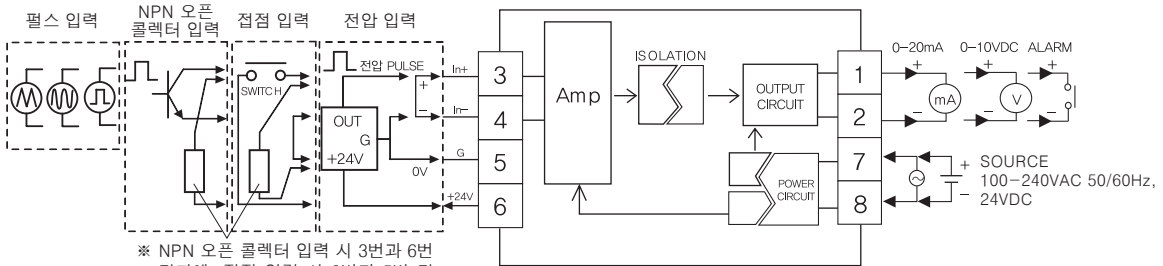 펄스 입력
NPN 오픈
콜렉터 입력
접점 입력
전압 입력
전압 PULSE
SWITCH
OUT
G
+24V
0V
+
-
In+
In-
G
+24V
3
4
5
6
Amp
ISOLATION
OUTPUT
CIRCUIT
POWER
CIRCUIT
1
2
7
8
0-20mA
0-10VDC
ALARM
+
+
+
mA
V
-
-
-
+
-
SOURCE
100-240VAC 50/60Hz,
24VDC
※ NPN 오픈 콜렉터 입력 시 3번과 6번